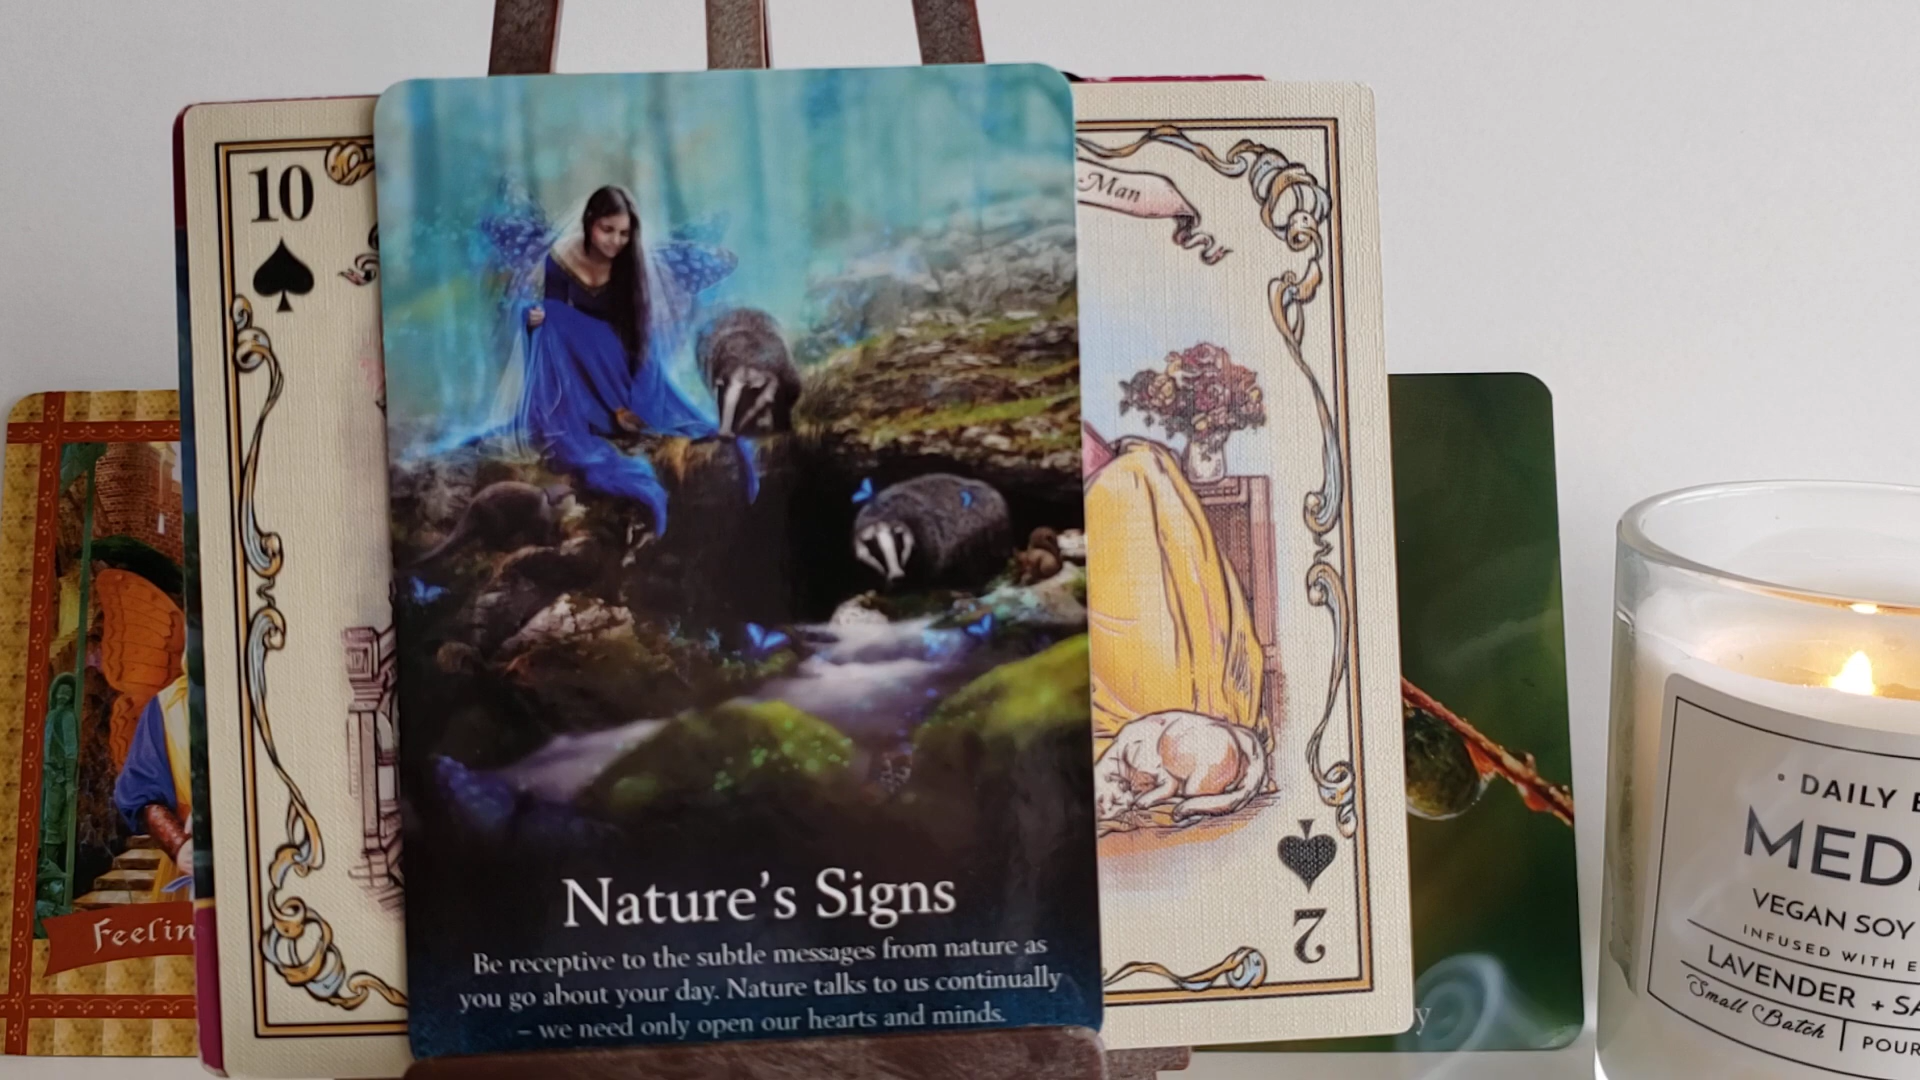 10
Man
Nature's Signs
Be receptive to the subtle messages from nature as
you go about your day. Nature talks to us continually
– we need only open our hearts and minds.
2
Feelin
y
• DAILY E
MED
VEGAN SOY
INFUSED WITH E
LAVENDER + SA
Small Batch | POUR